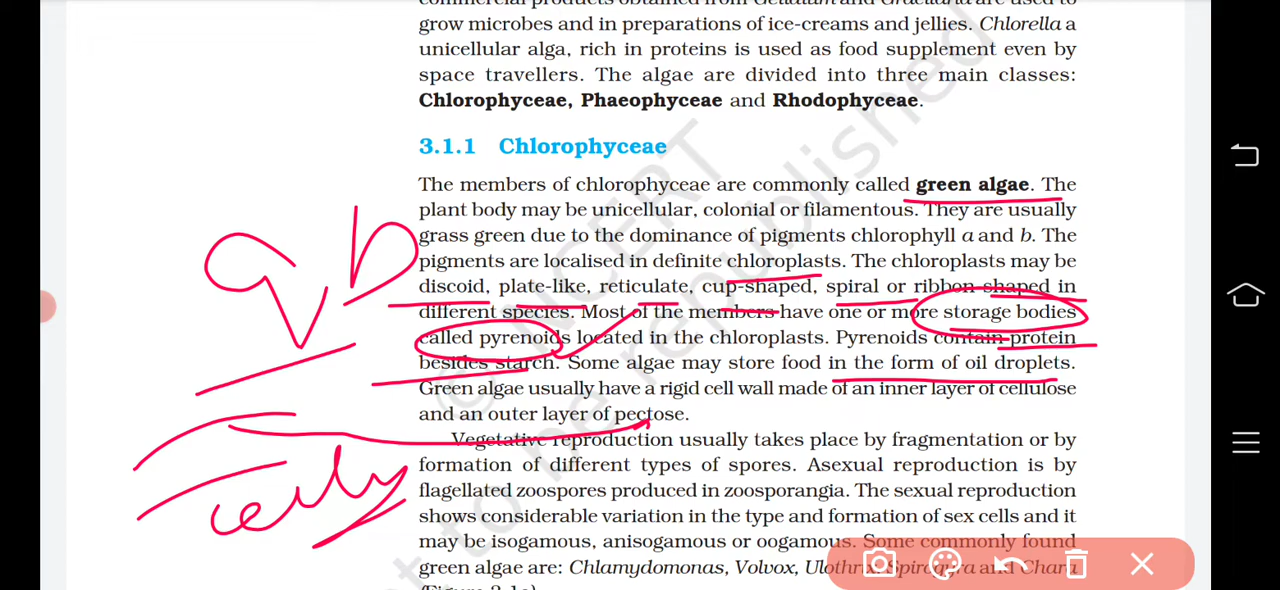 grow microbes and in preparations of ice-creams and jellies. Chlorella a
unicellular alga, rich in proteins is used as food supplement even by
space travellers. The algae are divided into three main classes:
Chlorophyceae, Phaeophyceae and Rhodophyceae.
3.1.1 Chlorophyceae
The members of chlorophyceae are commonly called green algae. The
plant body may be unicellular, colonial or filamentous. They are usually
grass green due to the dominance of pigments chlorophyll a and b. The
pigments are localised in definite chloroplasts. The chloroplasts may be
discoid, plate-like, reticulate, cup-shaped, spiral or ribbon-shaped in
different species. Most of the members have one or more storage bodies
called pyrenoids located in the chloroplasts. Pyrenoids contain protein
besides starch. Some algae may store food in the form of oil droplets.
Green algae usually have a rigid cell wall made of an inner layer of cellulose
and an outer layer of pectose.
Vegetative reproduction usually takes place by fragmentation or by
formation of different types of spores. Asexual reproduction is by
flagellated zoospores produced in zoosporangia. The sexual reproduction
shows considerable variation in the type and formation of sex cells and it
may be isogamous, anisogamous or oogamous. Some commonly found
green algae are: Chlamydomonas, Volvox, Ulothrix, Spirogyra and Chara
© NCERT
not to be republished